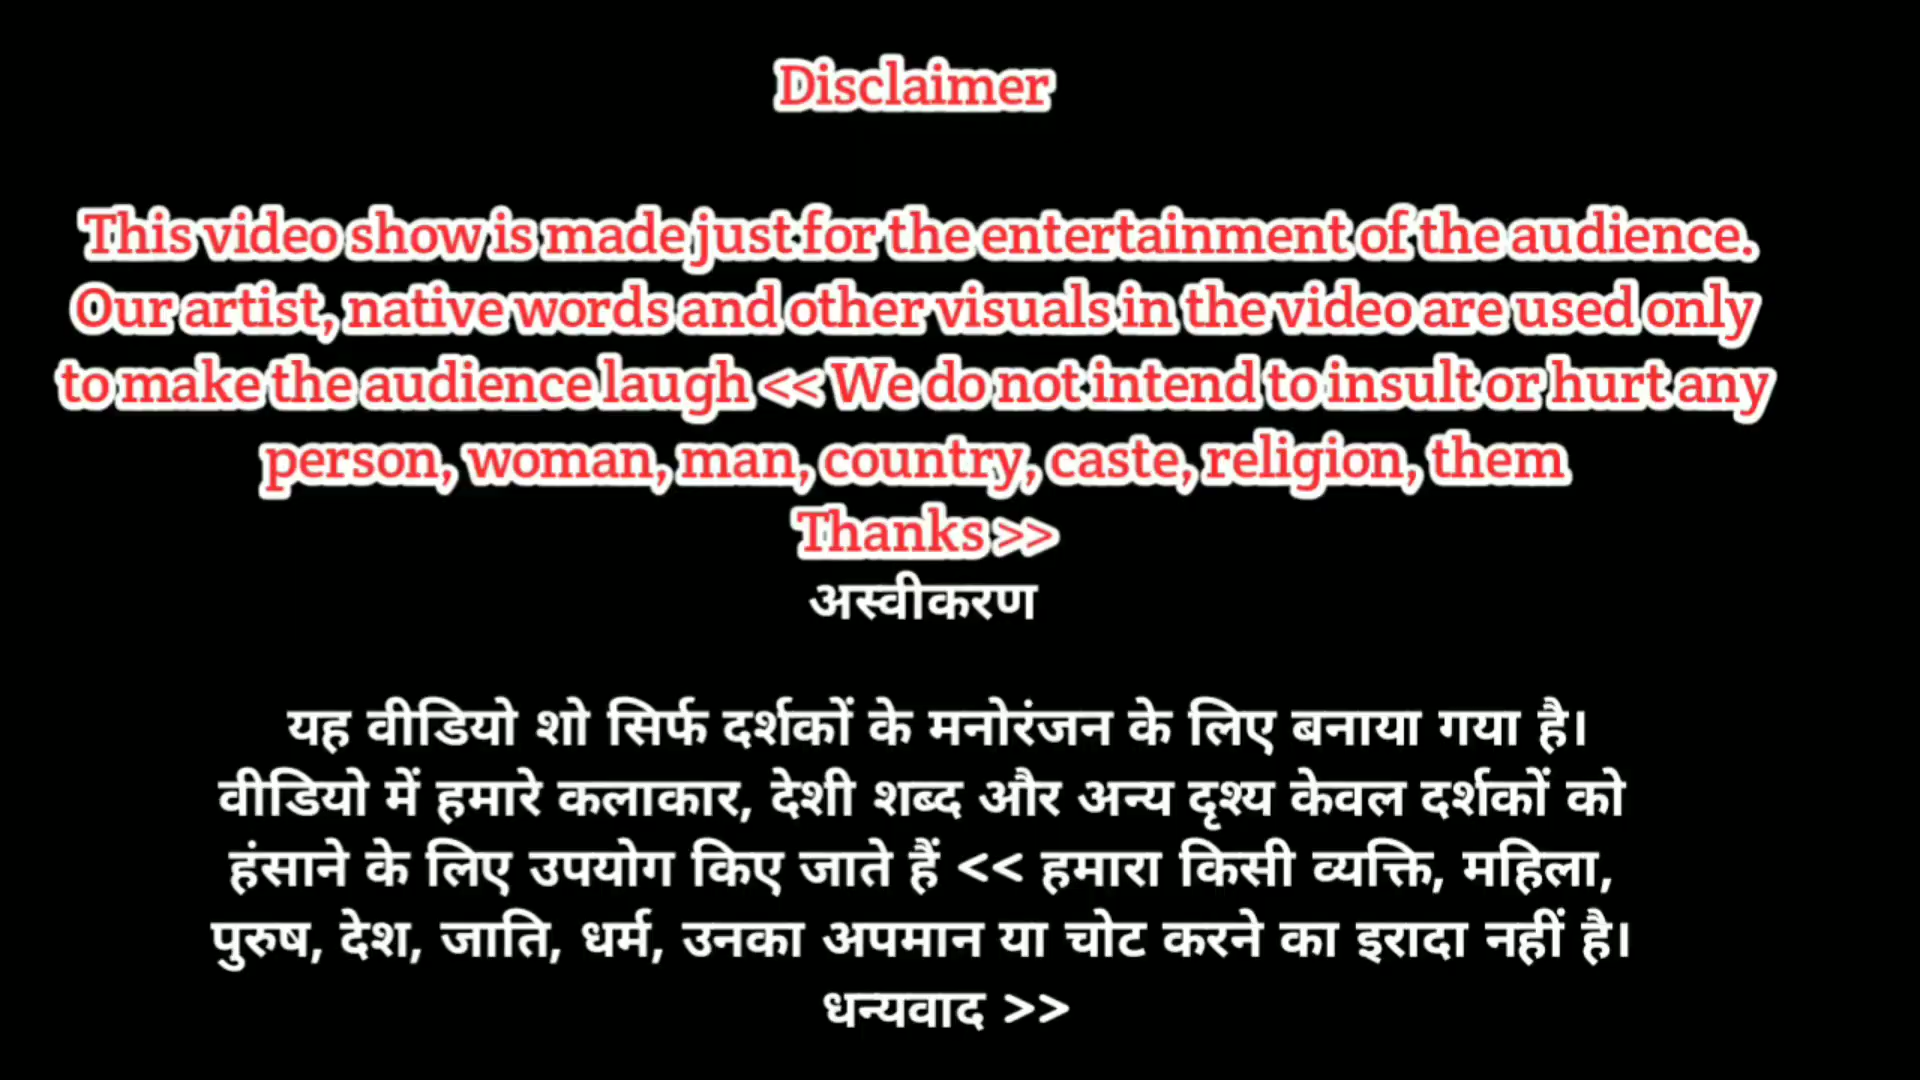 Disclaimer
This video show is made just for the entertainment of the audience.
Our artist, native words and other visuals in the video are used only
to make the audience laugh << We do not intend to insult or hurt any
person, woman, man, country, caste, religion, them
Thanks >>
अस्वीकरण
यह वीडियो शो सिर्फ दर्शकों के मनोरंजन के लिए बनाया गया है।
वीडियो में हमारे कलाकार, देशी शब्द और अन्य दृश्य केवल दर्शकों को
हंसाने के लिए उपयोग किए जाते हैं << हमारा किसी व्यक्ति, महिला,
पुरुष, देश, जाति, धर्म, उनका अपमान या चोट करने का इरादा नहीं है।
धन्यवाद >>